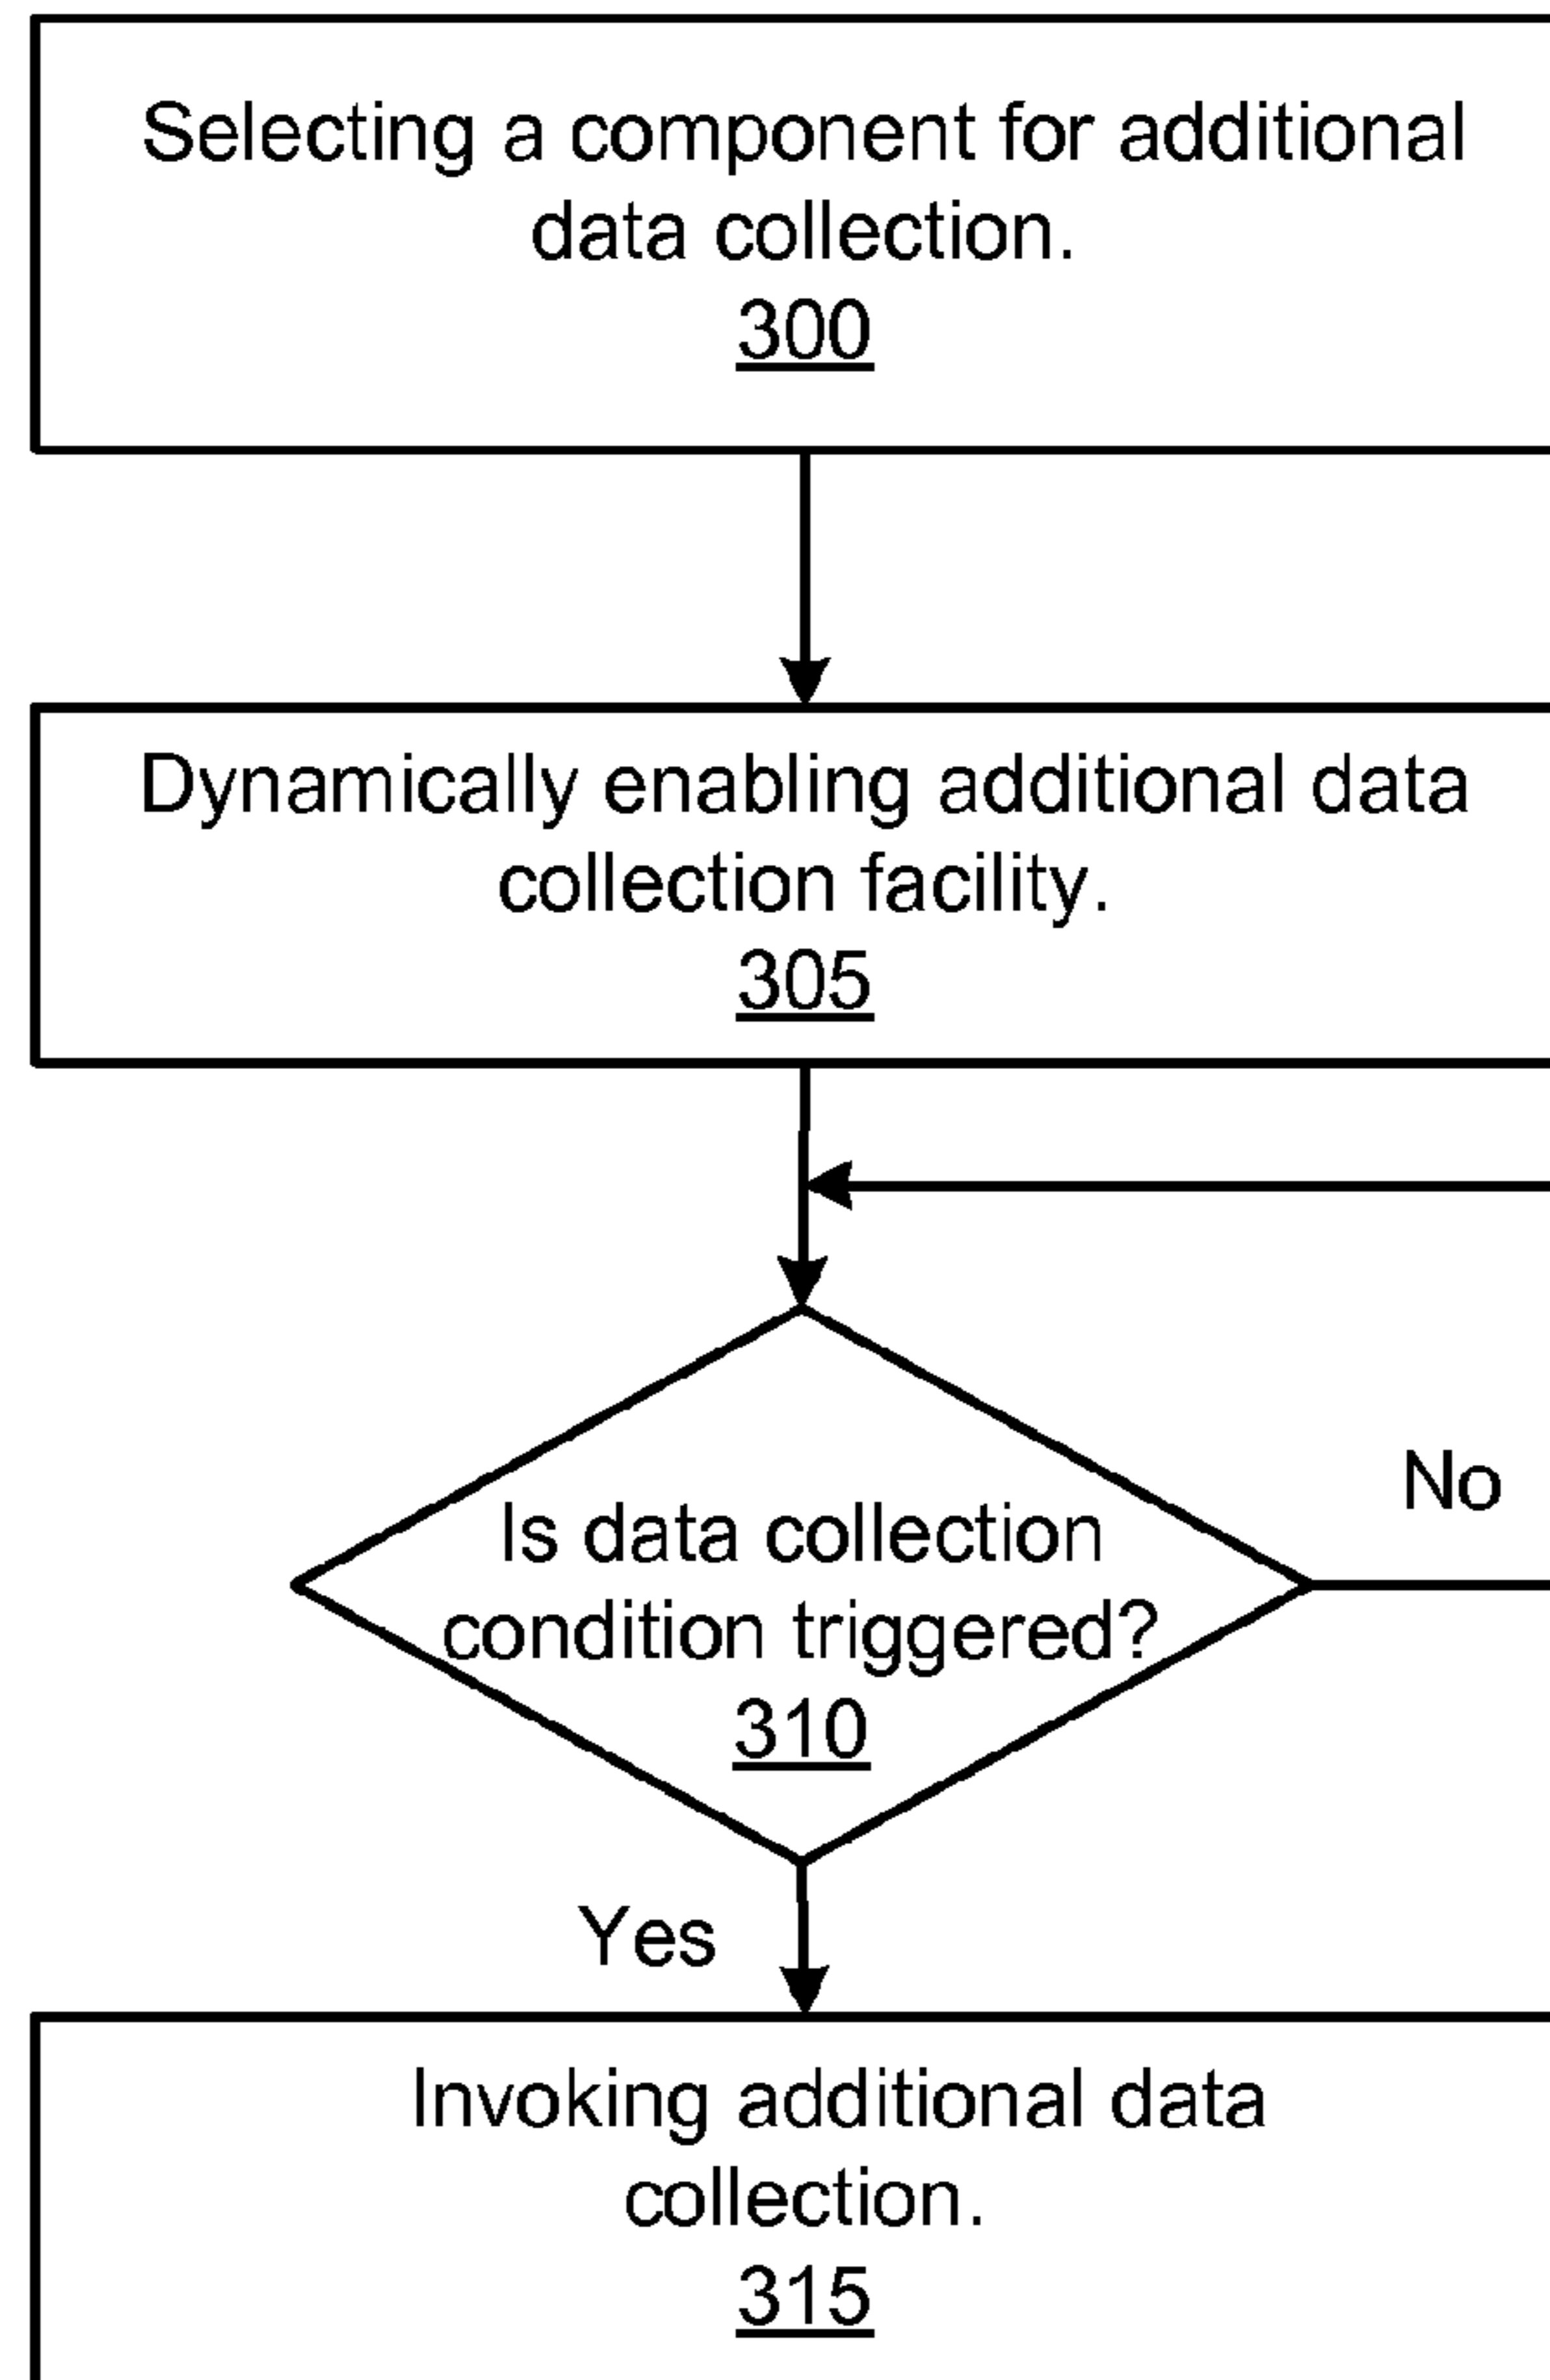 Selecting a component for additional
data collection.
300
Dynamically enabling additional data
collection facility.
305
No
Is data collection
condition triggered?
310
Yes
Invoking additional data
collection.
315